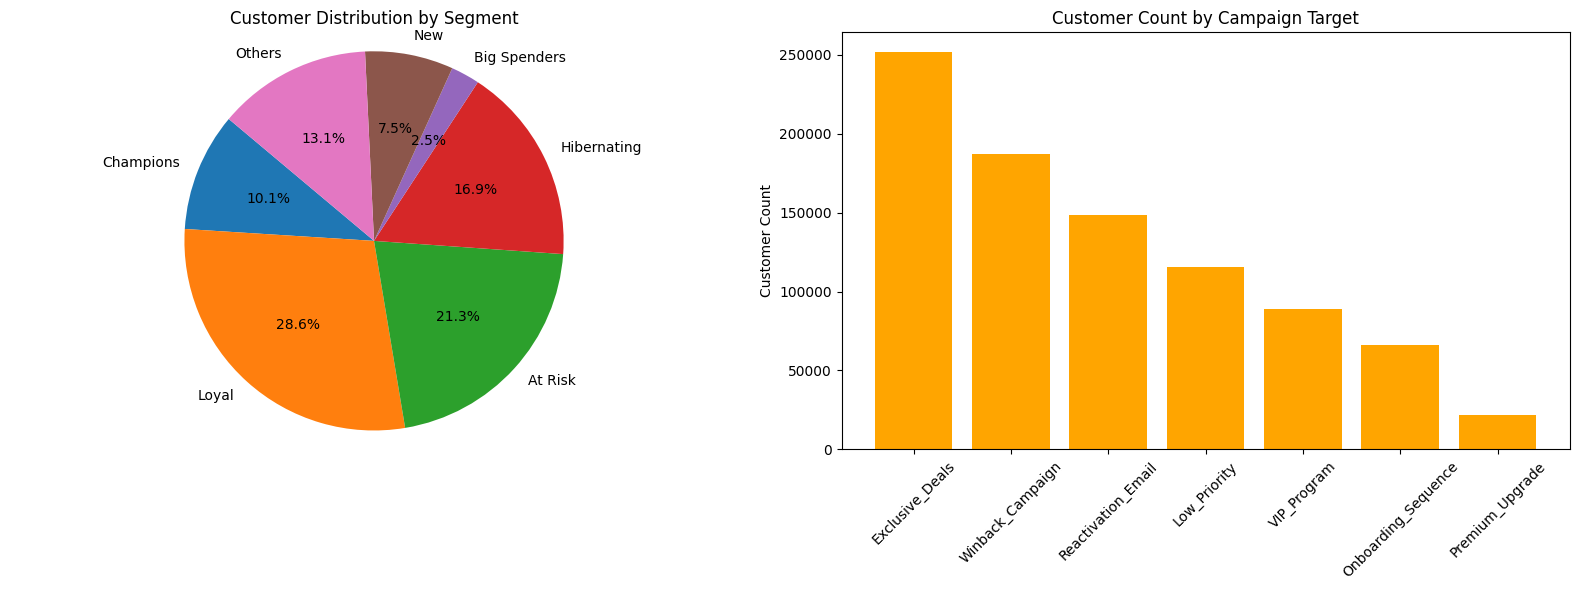 Customer Distribution by Segment
New
Others
Big Spenders
Champions
Hibernating
Loyal
At Risk
13.1%
7.5%
2.5%
10.1%
16.9%
28.6%
21.3%
Customer Count by Campaign Target
Customer Count
250000
200000
150000
100000
50000
0
Exclusive_Deals
Winback_Campaign
Reactivation_Email
Low_Priority
VIP_Program
Onboarding_Sequence
Premium_Upgrade